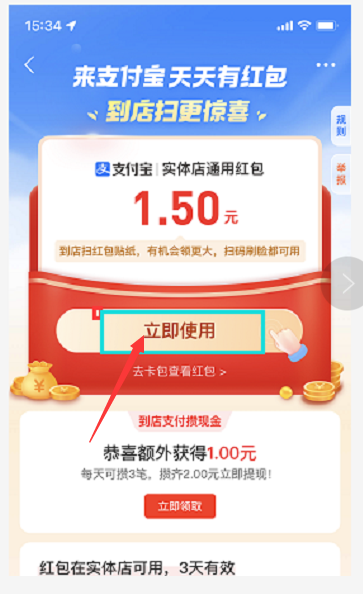 15:34
来支付宝 天天有红包
到店扫更惊喜
规则
支付宝 | 实体店通用红包
举报
1.50元
到店扫红包贴纸，有机会领更大，扫码刷脸都可用
立即使用
去卡包查看红包 >
到店支付攒现金
恭喜额外获得1.00元
每天可攒3笔，攒齐2.00元立即提现！
立即领取
红包在实体店可用，3天有效